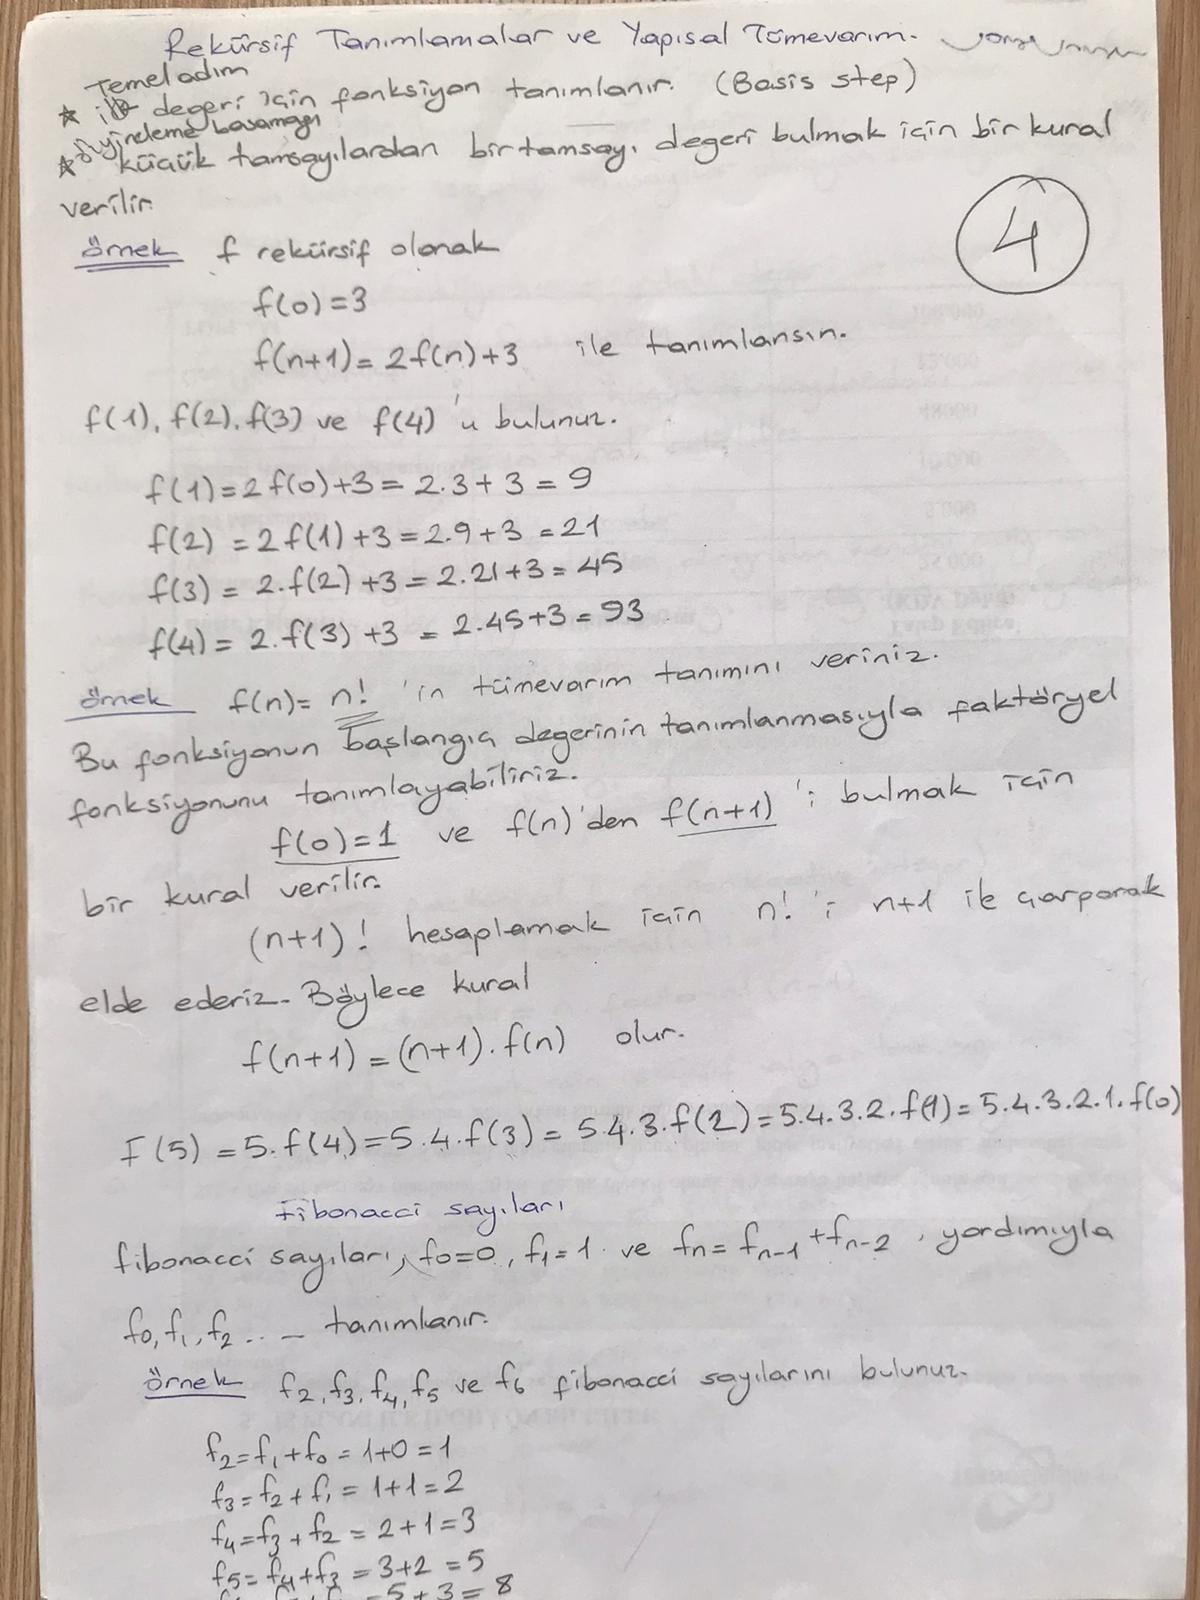 Rekürsif Tanımlamalar ve Yapısal Tümevarım.
Temel adım
★ ilk değeri için fonksiyon tanımlanır. (Basis step)
Özyineleme basamağı
★ küçük tamsayılardan bir tamsayı değeri bulmak için bir kural
verilir.
4
örnek f rekürsif olarak
f(0)=3
f(n+1)=2f(n)+3 ile tanımlansın.
f(1), f(2), f(3) ve f(4)'ü bulunuz.
f(1)=2f(0)+3=2.3+3=9
f(2)=2f(1)+3=2.9+3=21
f(3)=2.f(2)+3=2.21+3=45
f(4)=2.f(3)+3=2.45+3=93
örnek f(n)=n! 'in tümevarım tanımını veriniz.
Bu fonksiyonun başlangıç değerinin tanımlanmasıyla faktöryel
fonksiyonunu tanımlayabiliriz.
f(0)=1 ve f(n)'den f(n+1)'i bulmak için
bir kural verilir.
(n+1)! hesaplamak için n!'i n+1 ile çarparak
elde ederiz. Böylece kural
f(n+1)=(n+1).f(n) olur.
F(5)=5.f(4)=5.4.f(3)=5.4.3.f(2)=5.4.3.2.f(1)=5.4.3.2.1.f(0)
Fibonacci sayıları
fibonacci sayıları, f0=0, f1=1 ve fn=fn-1+fn-2, yardımıyla
f0,f1,f2... tanımlanır.
örnek f2,f3,f4,f5 ve f6 fibonacci sayılarını bulunuz.
f2=f1+f0=1+0=1
f3=f2+f1=1+1=2
f4=f3+f2=2+1=3
f5=f4+f3=3+2=5
=5+3=8